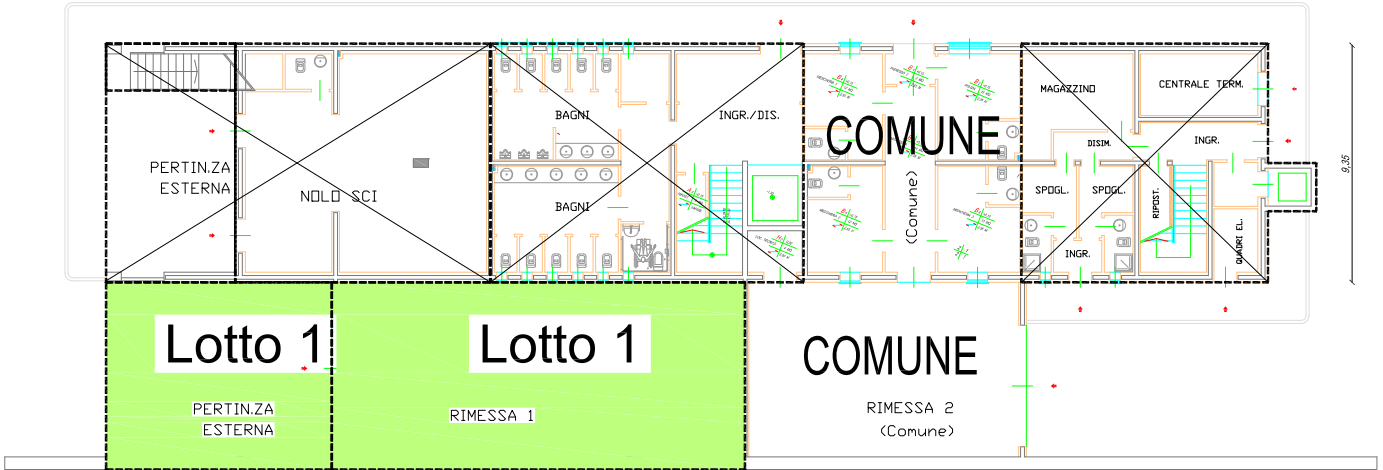 PERTIN.ZA
ESTERNA
NOLO SCI
BAGNI
BAGNI
INGR./DIS.
COMUNE
(Comune)
MAGAZZINO
CENTRALE TERM.
DISIM.
INGR.
SPOGL.
SPOGL.
RIPOST.
INGR.
QUADRI EL.
9,35
Lotto 1
Lotto 1
COMUNE
PERTIN.ZA
ESTERNA
RIMESSA 1
RIMESSA 2
(Comune)